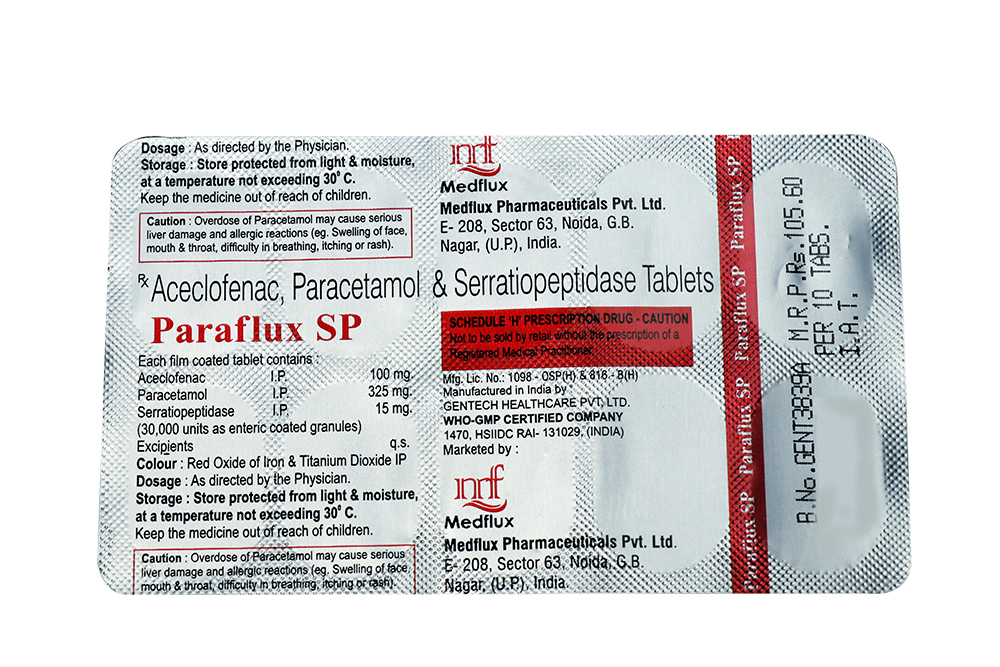 Dosage : As directed by the Physician.
Storage : Store protected from light & moisture,
at a temperature not exceeding 30° C.
Keep the medicine out of reach of children.
Caution : Overdose of Paracetamol may cause serious
liver damage and allergic reactions (eg. Swelling of face,
mouth & throat, difficulty in breathing, itching or rash).
Medflux
Medflux Pharmaceuticals Pvt. Ltd.
E- 208, Sector 63, Noida, G.B.
Nagar, (U.P.), India.
Rx Aceclofenac, Paracetamol & Serratiopeptidase Tablets
Paraflux SP
SCHEDULE 'H' PRESCRIPTION DRUG - CAUTION
Not to be sold by retail without the prescription of a
Registered Medical Practitioner.
Each film coated tablet contains :
Aceclofenac I.P. 100 mg.
Paracetamol I.P. 325 mg.
Serratiopeptidase I.P. 15 mg.
(30,000 units as enteric coated granules)
Excipients q.s.
Colour : Red Oxide of Iron & Titanium Dioxide IP
Dosage : As directed by the Physician.
Storage : Store protected from light & moisture,
at a temperature not exceeding 30° C.
Keep the medicine out of reach of children.
Caution : Overdose of Paracetamol may cause serious
liver damage and allergic reactions (eg. Swelling of face,
mouth & throat, difficulty in breathing, itching or rash).
Mfg. Lic. No.: 1098 - OSP(H) & 816 - B(H)
Manufactured in India by :
GENTECH HEALTHCARE PVT. LTD.
WHO-GMP CERTIFIED COMPANY
1470, HSIIDC RAI- 131029, (INDIA)
Marketed by :
Medflux
Medflux Pharmaceuticals Pvt. Ltd.
E- 208, Sector 63, Noida, G.B.
Nagar, (U.P.), India.
Paraflux SP Paraflux SP Paraflux SP Paraflux SP
B.No.GENT3839A M.R.P.Rs.105.60
PER 10 TABS.
I.A.T.